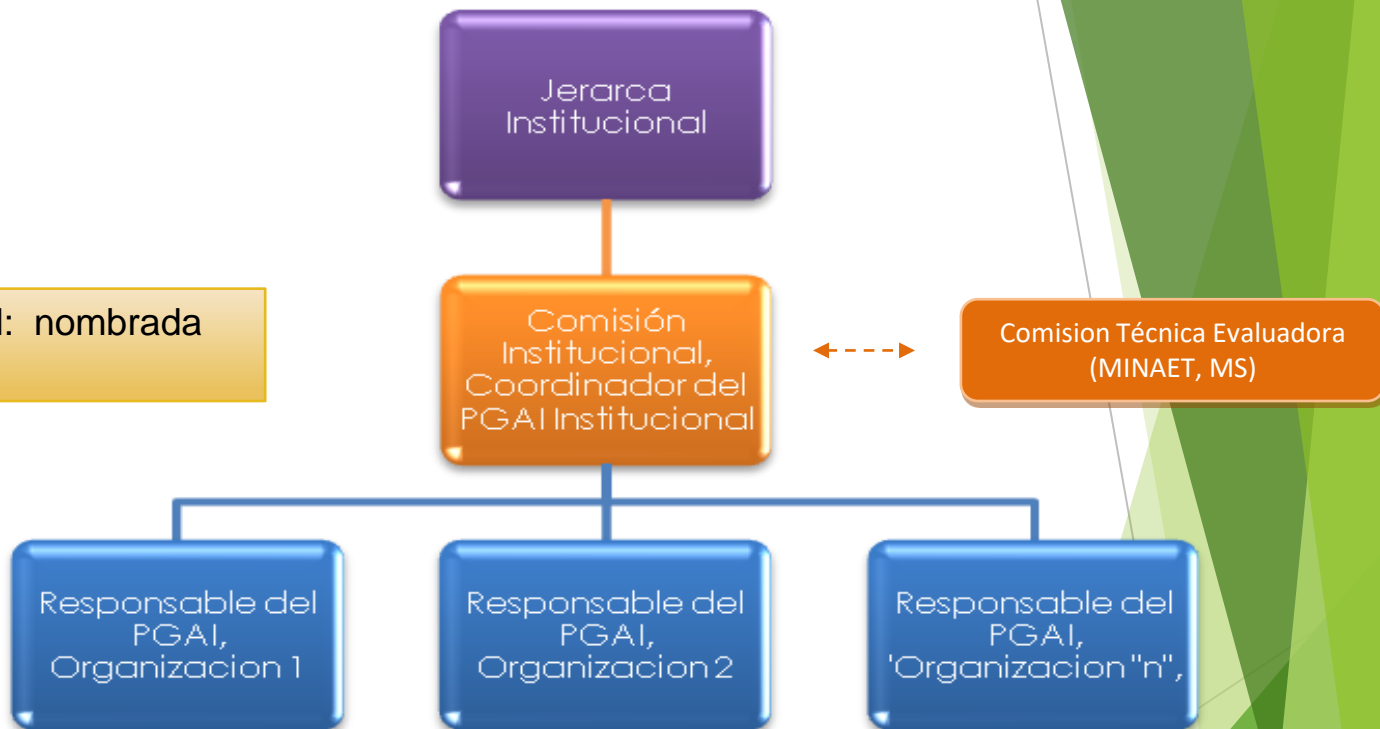 Jerarca
Institucional
: nombrada
Comisión
Institucional,
Coordinador del
PGAI Institucional
Comision Técnica Evaluadora
(MINAET, MS)
Responsable del
PGAI,
Organizacion 1
Responsable del
PGAI,
Organizacion 2
Responsable del
PGAI,
'Organizacion "n",